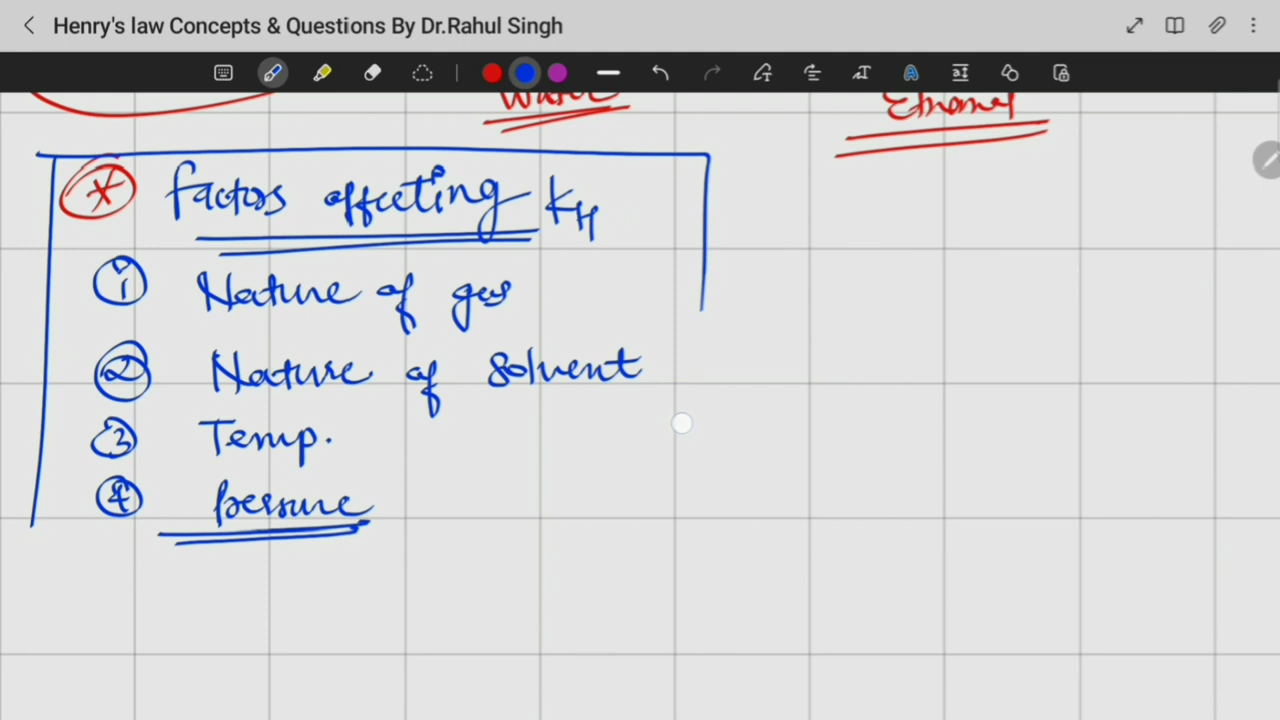 Henry's law Concepts & Questions By Dr.Rahul Singh
Water Ethanol
* factors affecting KH
1 Nature of gas
2 Nature of solvent
3 Temp.
4 pressure